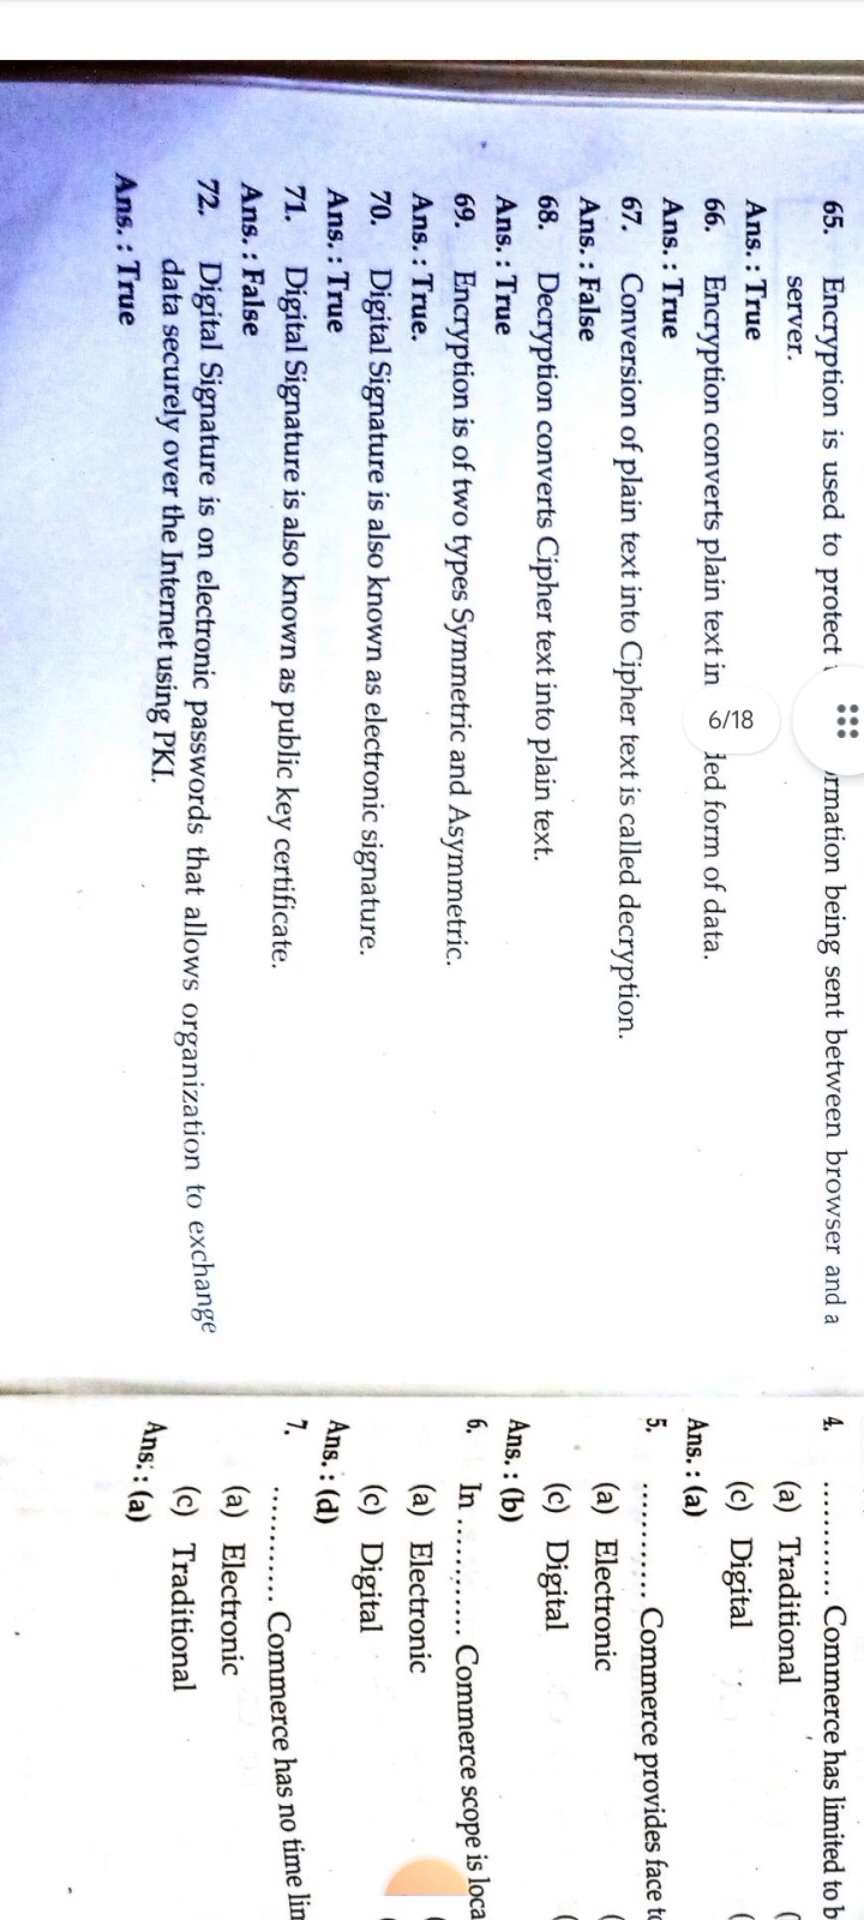 65. Encryption is used to protect rmation being sent between browser and a
server.
Ans. : True
66. Encryption converts plain text in led form of data.
Ans. : True
67. Conversion of plain text into Cipher text is called decryption.
Ans. : False
68. Decryption converts Cipher text into plain text.
Ans. : True
69. Encryption is of two types Symmetric and Asymmetric.
Ans. : True.
70. Digital Signature is also known as electronic signature.
Ans. : True
71. Digital Signature is also known as public key certificate.
Ans. : False
72. Digital Signature is on electronic passwords that allows organization to exchange
data securely over the Internet using PKI.
Ans. : True
6/18
4. ............ Commerce has limited to b
(a) Traditional
(c) Digital
Ans. : (a)
5. ............ Commerce provides face to
(a) Electronic
(c) Digital
Ans. : (b)
6. In ............ Commerce scope is loca
(a) Electronic
(c) Digital
Ans. : (d)
7. ............ Commerce has no time lim
(a) Electronic
(c) Traditional
Ans. : (a)